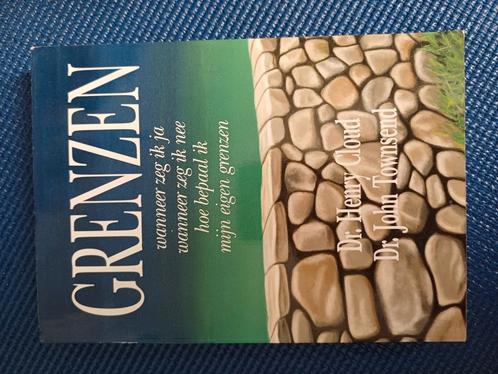 GRENZEN
wanneer zeg ik ja
wanneer zeg ik nee
hoe bepaal ik
mijn eigen grenzen
Dr. Henry Cloud
Dr. John Townsend